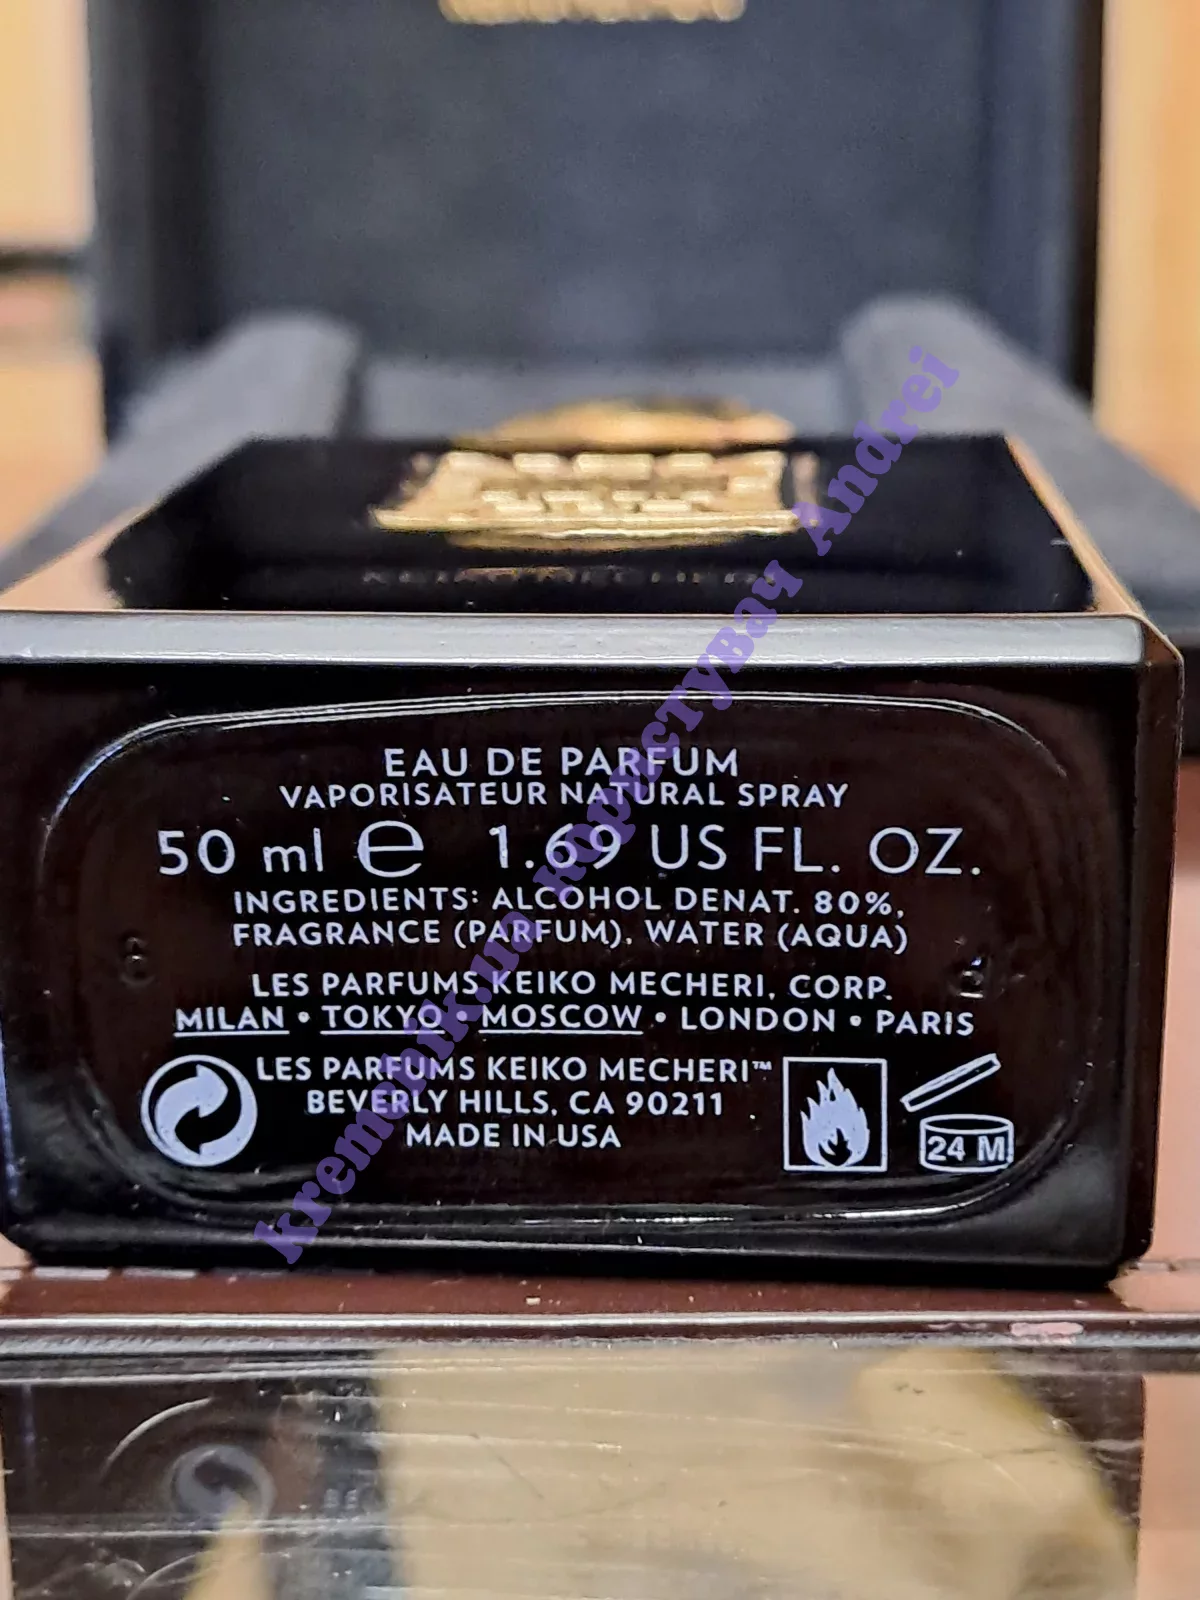 EAU DE PARFUM
VAPORISATEUR NATURAL SPRAY
50 ml e 1.69 US FL. OZ.
INGREDIENTS: ALCOHOL DENAT. 80%,
FRAGRANCE (PARFUM), WATER (AQUA)
LES PARFUMS KEIKO MECHERI, CORP.
MILAN • TOKYO • MOSCOW • LONDON • PARIS
LES PARFUMS KEIKO MECHERI™
BEVERLY HILLS, CA 90211
MADE IN USA
24 M
kremobnik.ua Користувач Andrei